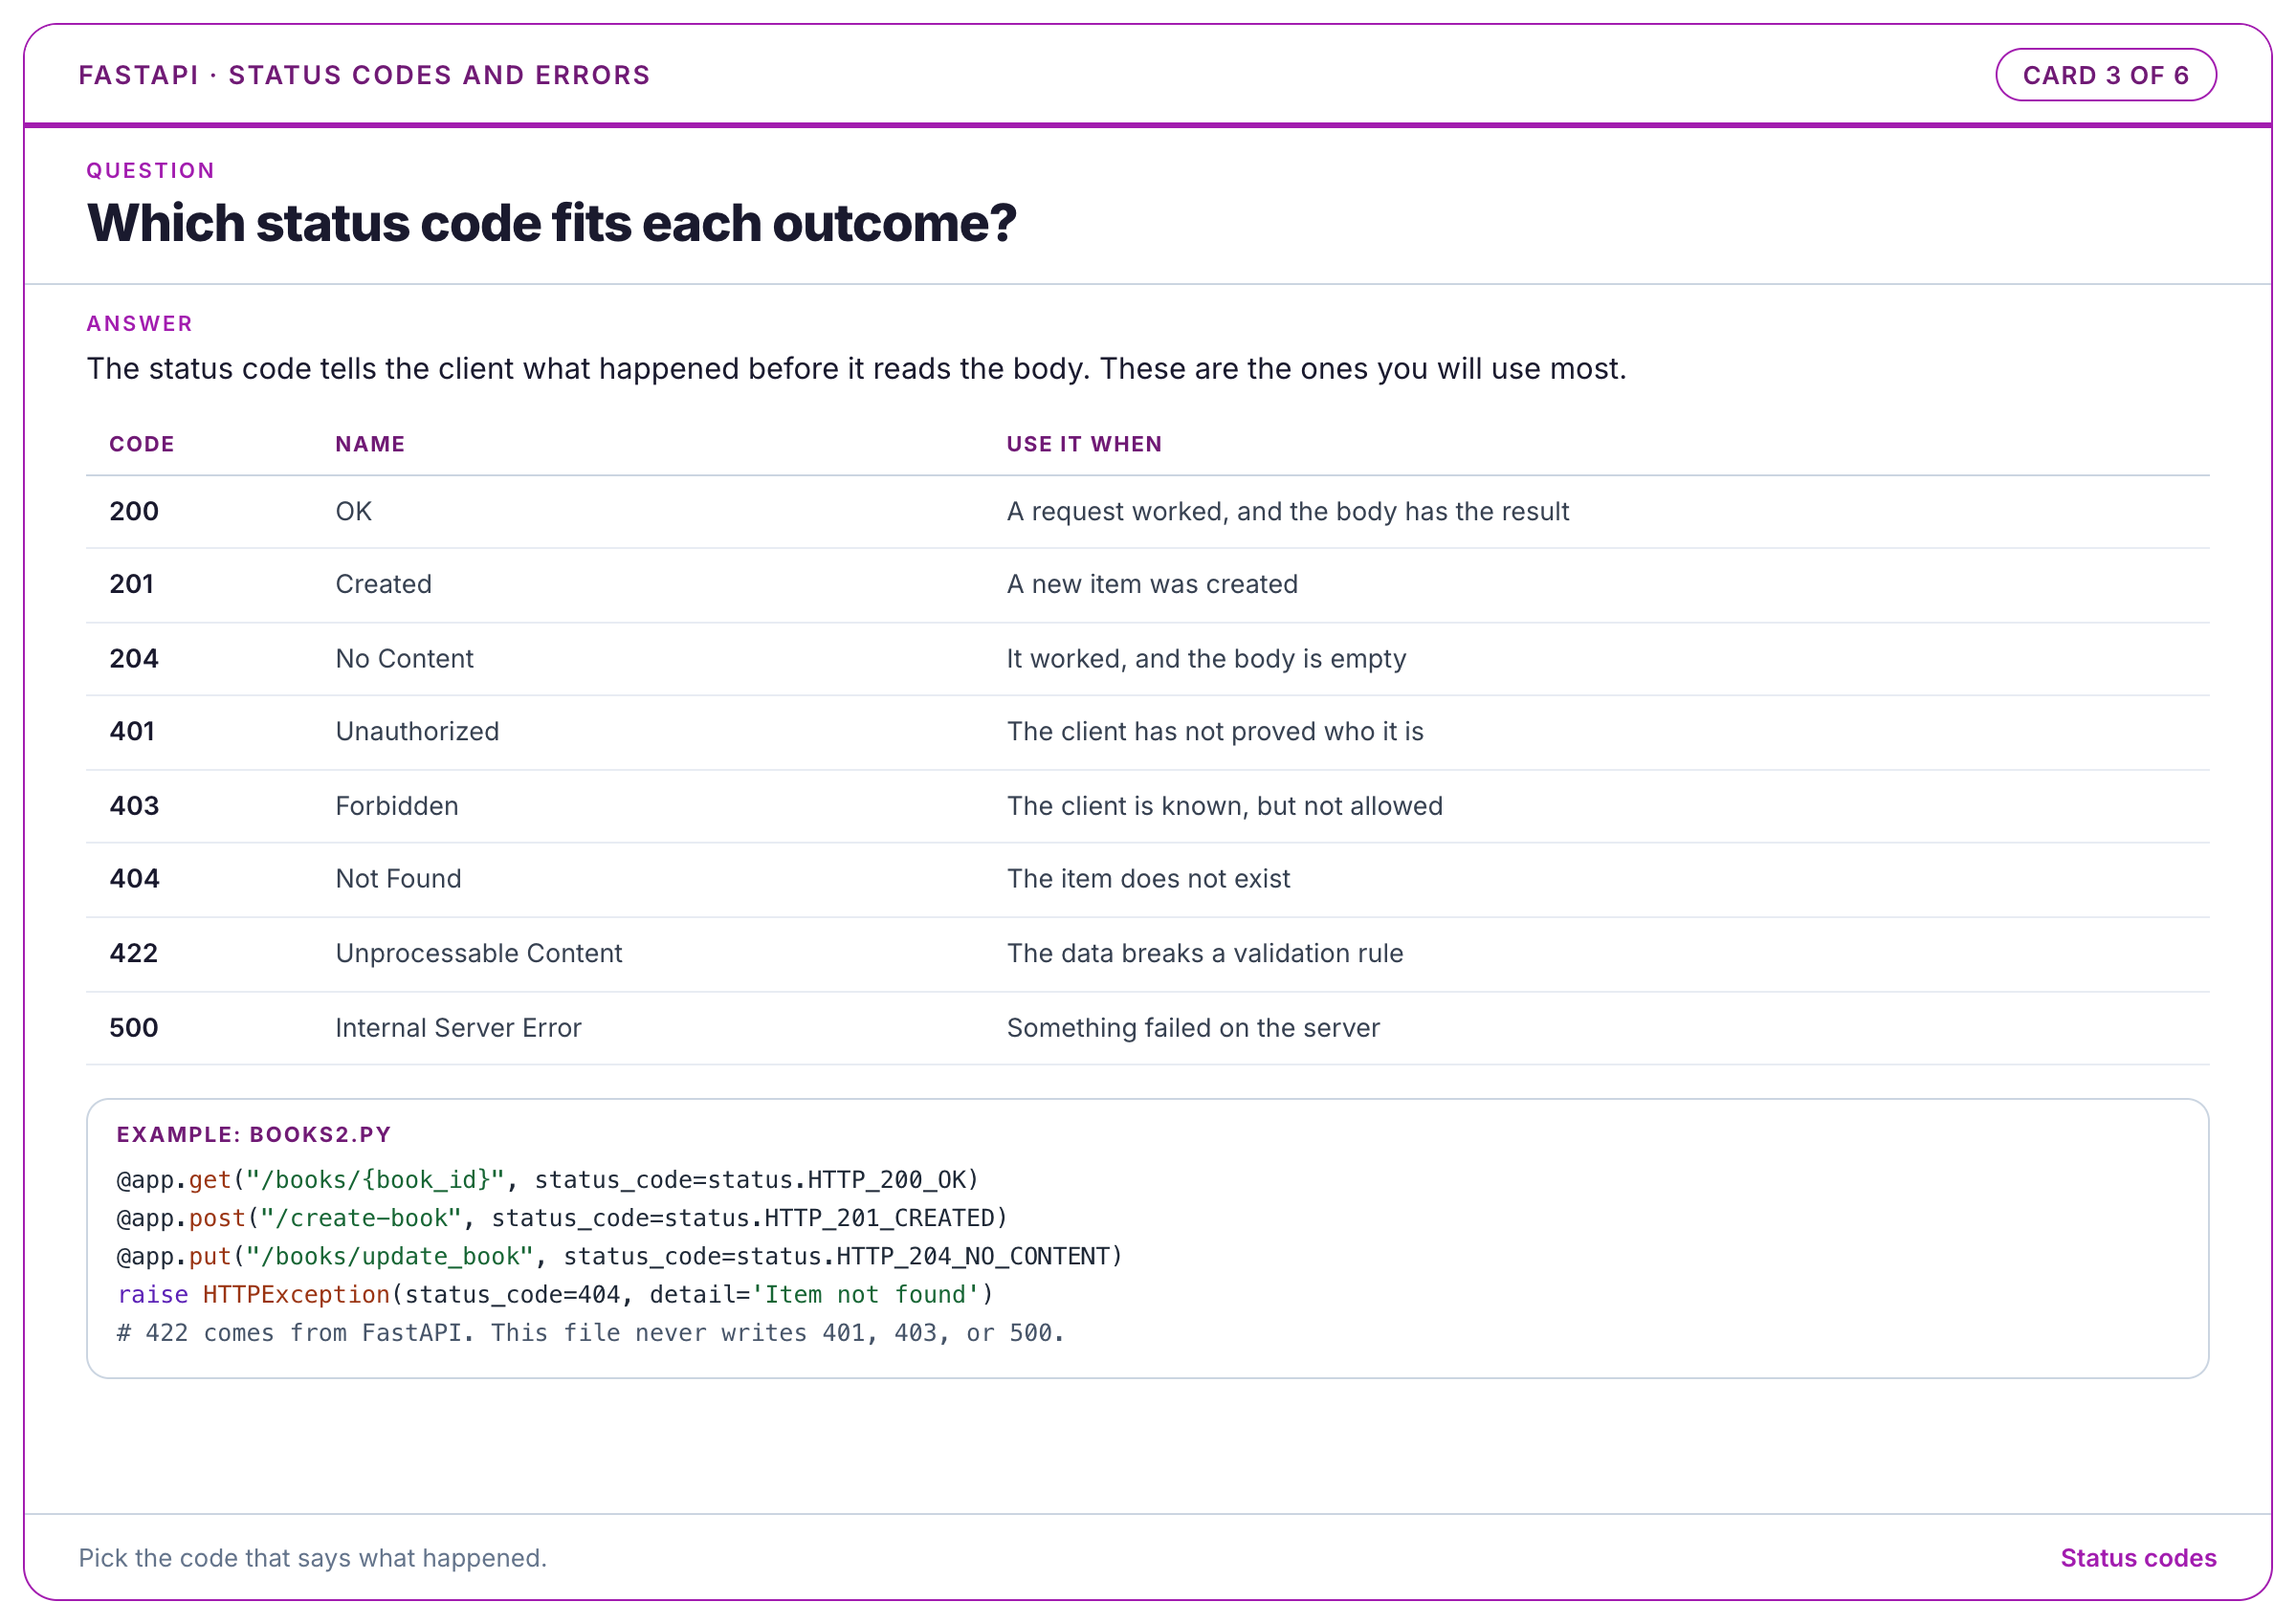 FASTAPI · STATUS CODES AND ERRORS
CARD 3 OF 6
QUESTION
Which status code fits each outcome?
ANSWER
The status code tells the client what happened before it reads the body. These are the ones you will use most.
CODE NAME USE IT WHEN
200 OK A request worked, and the body has the result
201 Created A new item was created
204 No Content It worked, and the body is empty
401 Unauthorized The client has not proved who it is
403 Forbidden The client is known, but not allowed
404 Not Found The item does not exist
422 Unprocessable Content The data breaks a validation rule
500 Internal Server Error Something failed on the server
EXAMPLE: BOOKS2.PY
@app.get("/books/{book_id}", status_code=status.HTTP_200_OK)
@app.post("/create-book", status_code=status.HTTP_201_CREATED)
@app.put("/books/update_book", status_code=status.HTTP_204_NO_CONTENT)
raise HTTPException(status_code=404, detail='Item not found')
# 422 comes from FastAPI. This file never writes 401, 403, or 500.
Pick the code that says what happened.
Status codes